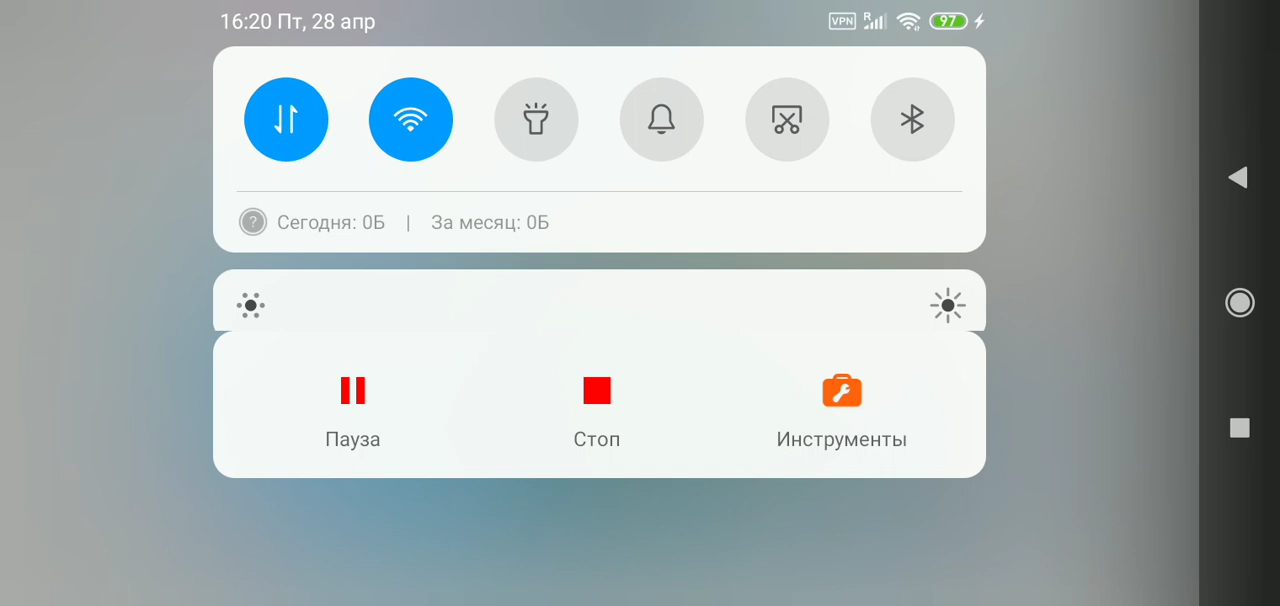 16:20 Пт, 28 апр VPN R 97
? Сегодня: 0Б | За месяц: 0Б
Пауза Стоп Инструменты